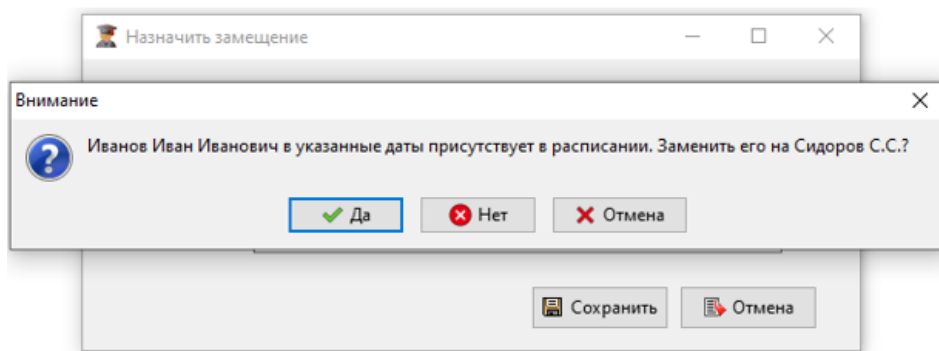 Назначить замещение
Внимание
Иванов Иван Иванович в указанные даты присутствует в расписании. Заменить его на Сидоров С.С.?
Да Нет Отмена
Сохранить Отмена